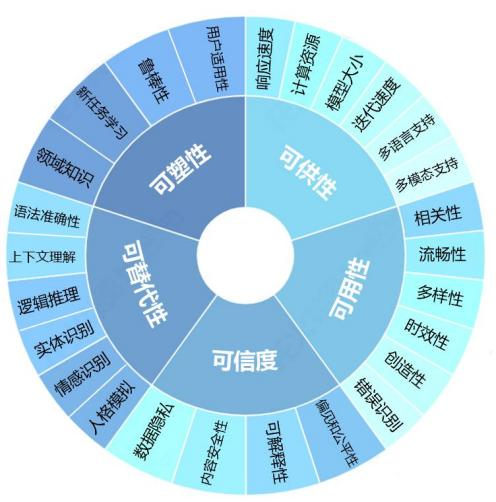 可供性
响应速度
计算资源
模型大小
迭代速度
多语言支持
多模态支持
可用性
相关性
流畅性
多样性
时效性
创造性
错误识别
可信度
偏见和公平性
可解释性
内容安全性
数据隐私
可替代性
人格模拟
情感识别
实体识别
逻辑推理
上下文理解
语法准确性
可塑性
领域知识
新任务学习
鲁棒性
用户适用性